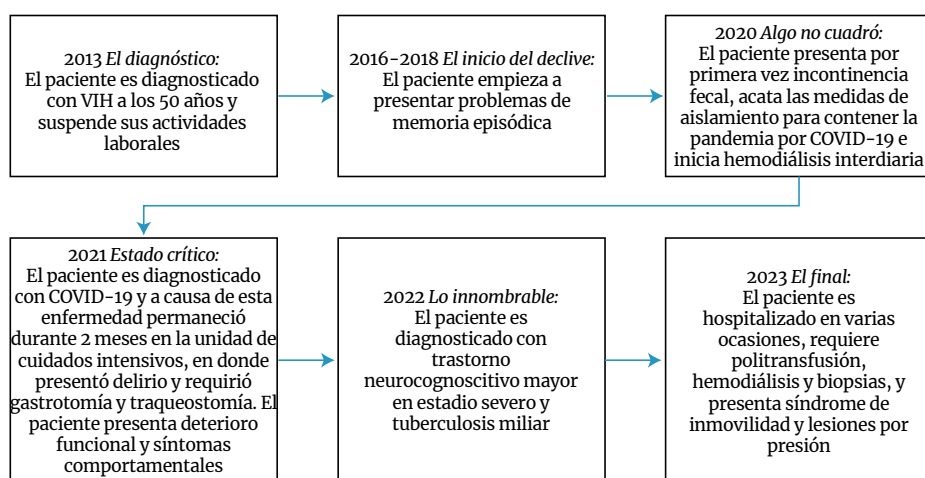 2013 El diagnóstico:
El paciente es diagnosticado
con VIH a los 50 años y
suspende sus actividades
laborales
2016-2018 El inicio del declive:
El paciente empieza a
presentar problemas de
memoria episódica
2020 Algo no cuadró:
El paciente presenta por
primera vez incontinencia
fecal, acata las medidas de
aislamiento para contener la
pandemia por COVID-19 e
inicia hemodiálisis interdiaria
2021 Estado crítico:
El paciente es diagnosticado
con COVID-19 y a causa de esta
enfermedad permaneció
durante 2 meses en la unidad de
cuidados intensivos, en donde
presentó delirio y requirió
gastrotomía y traqueostomía. El
paciente presenta deterioro
funcional y síntomas
comportamentales
2022 Lo innombrable:
El paciente es
diagnosticado con
trastorno
neurocognoscitivo mayor
en estadio severo y
tuberculosis miliar
2023 El final:
El paciente es
hospitalizado en varias
ocasiones, requiere
politransfusión,
hemodiálisis y biopsias, y
presenta síndrome de
inmovilidad y lesiones por
presión